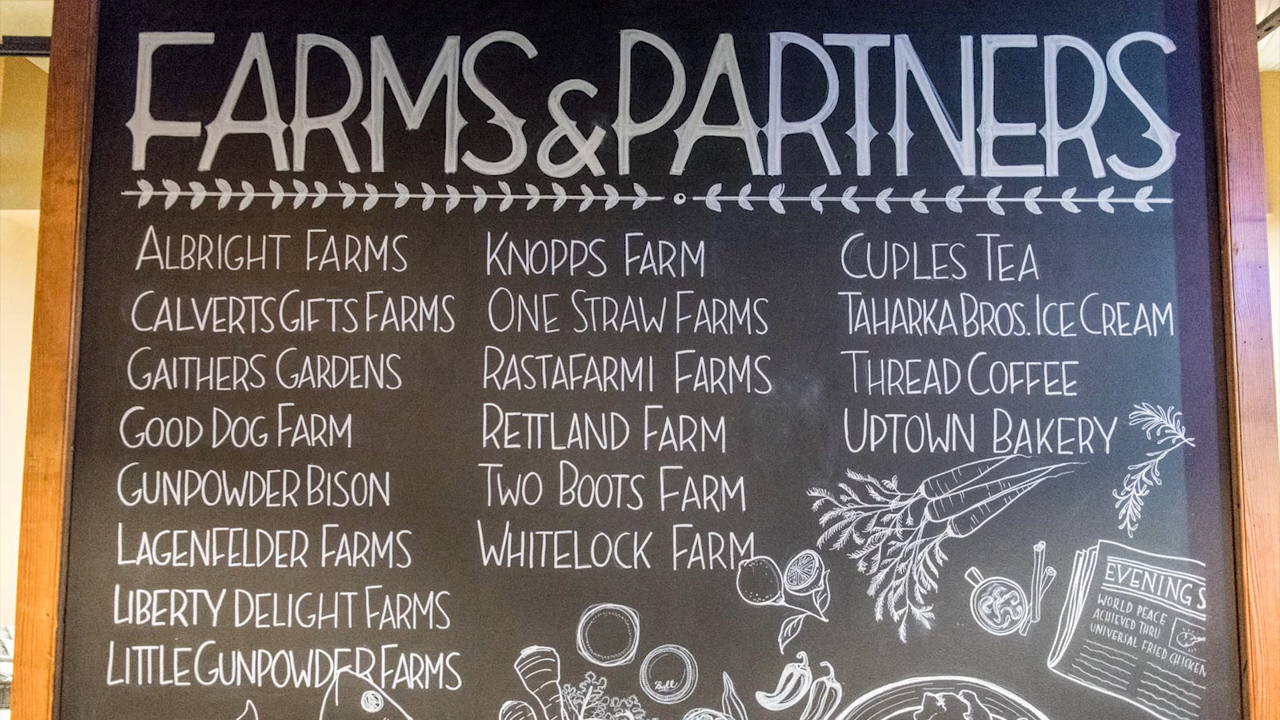 FARMS & PARTNERS
ALBRIGHT FARMS
CALVERTS GIFTS FARMS
GAITHERS GARDENS
GOOD DOG FARM
GUNPOWDER BISON
LAGENFELDER FARMS
LIBERTY DELIGHT FARMS
LITTLE GUNPOWDER FARMS
KNOPPS FARM
ONE STRAW FARMS
RASTAFARMI FARMS
RETTLAND FARM
TWO BOOTS FARM
WHITELOCK FARM
CUPLES TEA
TAHARKA BROS. ICE CREAM
THREAD COFFEE
UPTOWN BAKERY
EVENING S
WORLD PEACE
ACHIEVED THRU
UNIVERSAL FRIED CHICKEN
Ball